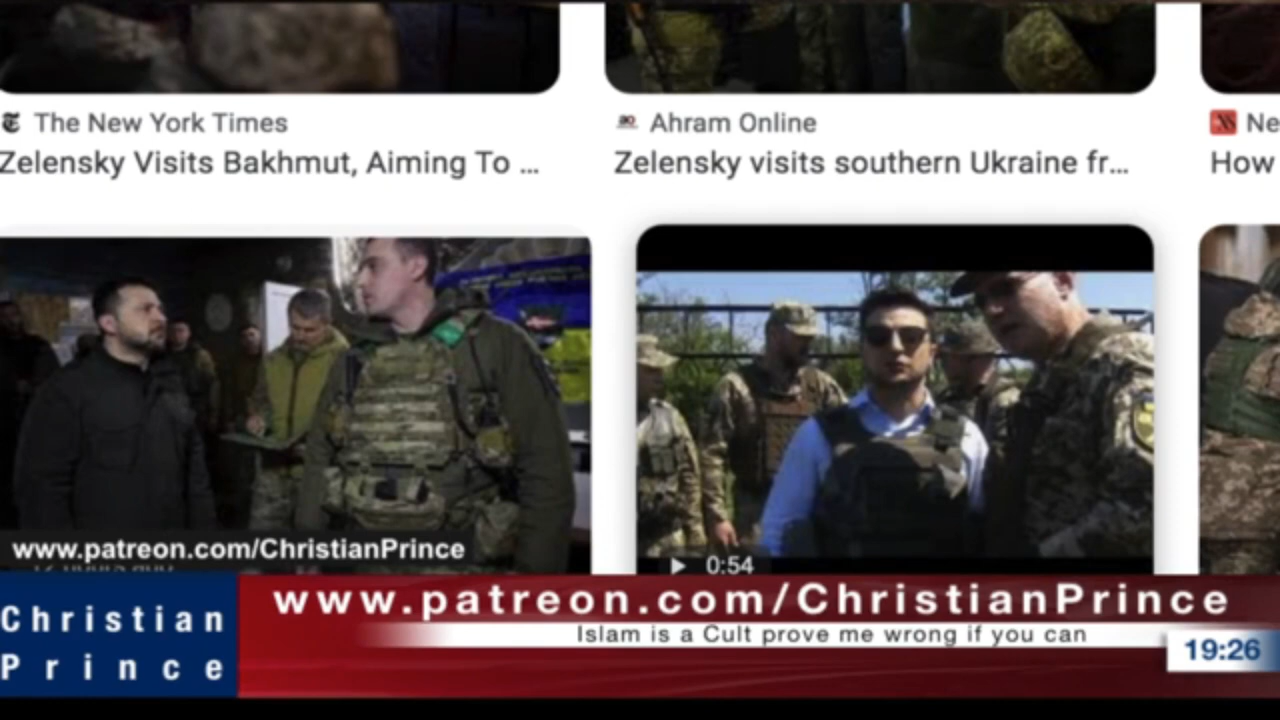 The New York Times
Zelensky Visits Bakhmut, Aiming To ...
Ahram Online
Zelensky visits southern Ukraine fr...
Ne
How
www.patreon.com/ChristianPrince
0:54
Christian
Prince
www.patreon.com/ChristianPrince
Islam is a Cult prove me wrong if you can
19:26